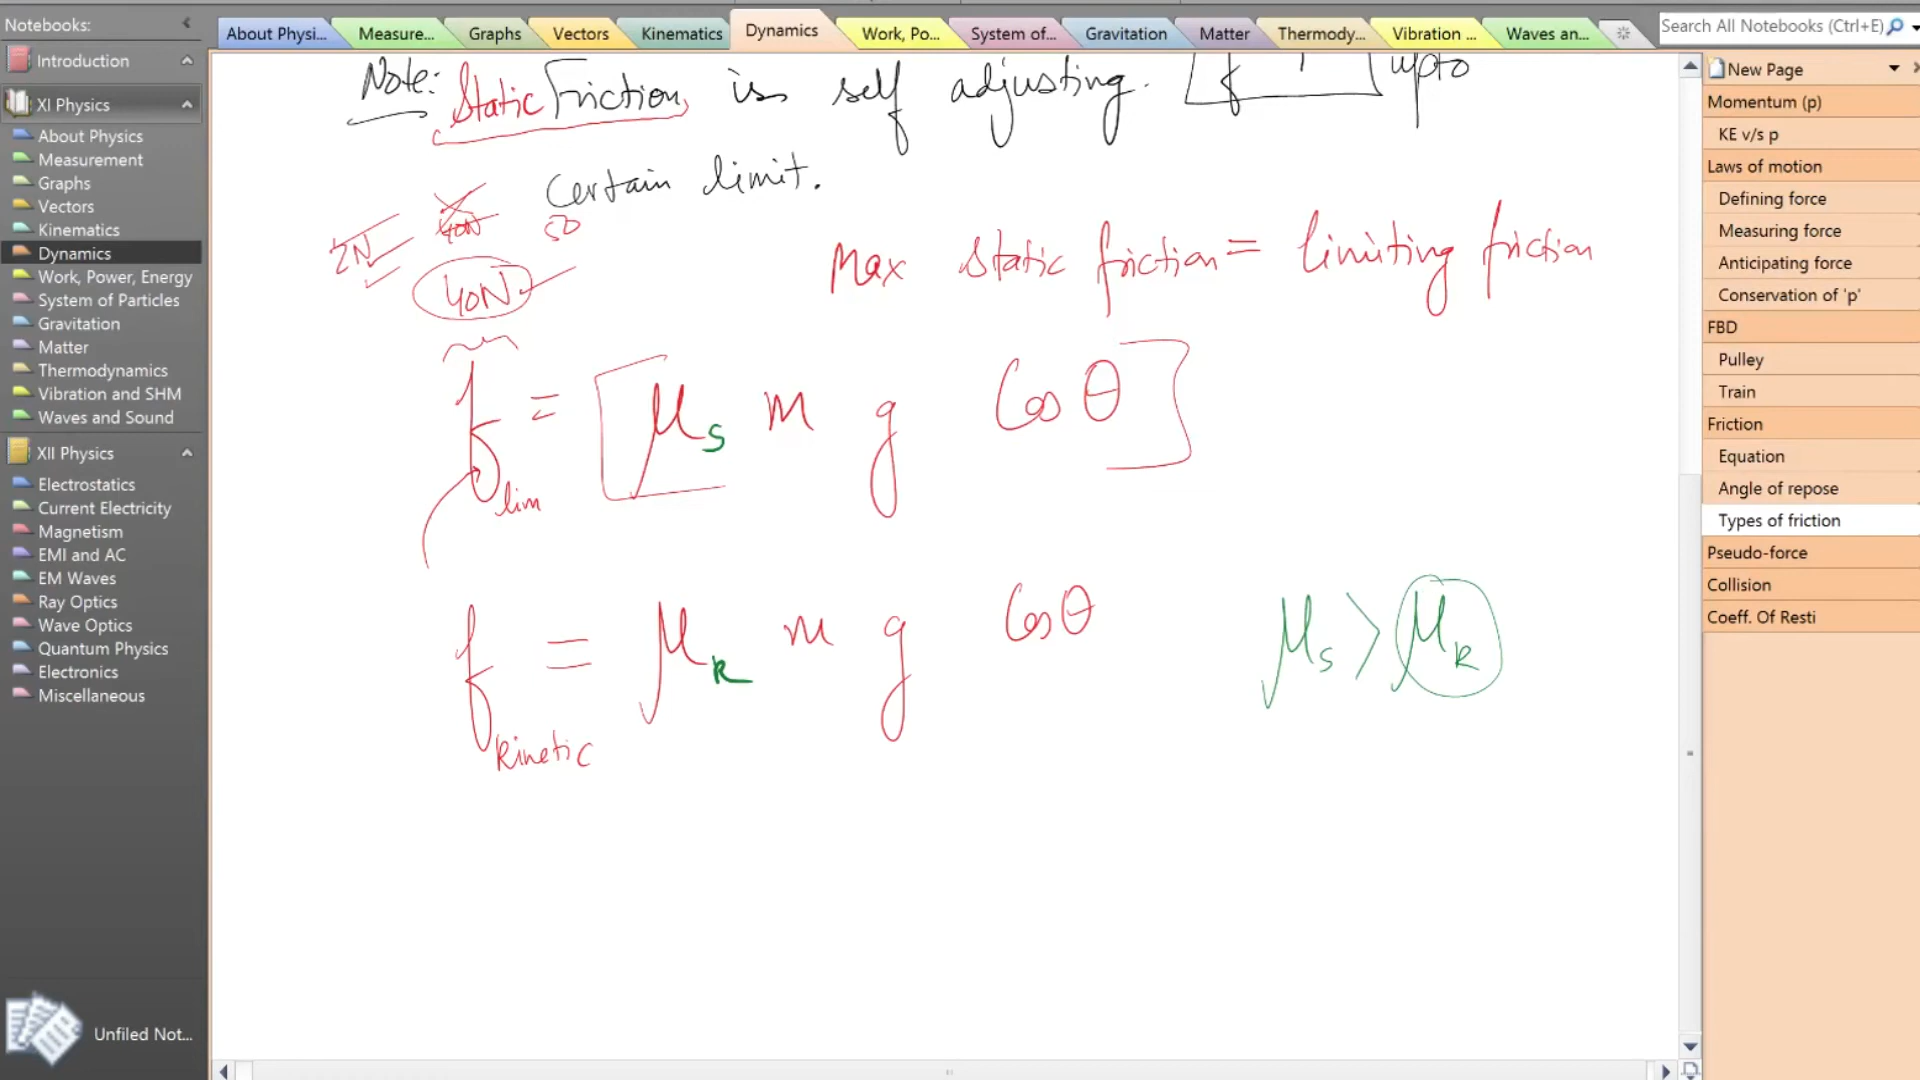 Notebooks:
Introduction
XI Physics
About Physics
Measurement
Graphs
Vectors
Kinematics
Dynamics
Work, Power, Energy
System of Particles
Gravitation
Matter
Thermodynamics
Vibration and SHM
Waves and Sound
XII Physics
Electrostatics
Current Electricity
Magnetism
EMI and AC
EM Waves
Ray Optics
Wave Optics
Quantum Physics
Electronics
Miscellaneous
Unfiled Not...
About Physi... Measure... Graphs Vectors Kinematics Dynamics Work, Po... System of... Gravitation Matter Thermody... Vibration ... Waves an...
Search All Notebooks (Ctrl+E)
Note: Static Friction is self adjusting. upto
Certain limit.
2N 40N 50
40N
Max static friction = limiting friction
f lim = μs m g Cos θ
f kinetic = μk m g Cos θ
μs > μk
New Page
Momentum (p)
KE v/s p
Laws of motion
Defining force
Measuring force
Anticipating force
Conservation of 'p'
FBD
Pulley
Train
Friction
Equation
Angle of repose
Types of friction
Pseudo-force
Collision
Coeff. Of Resti